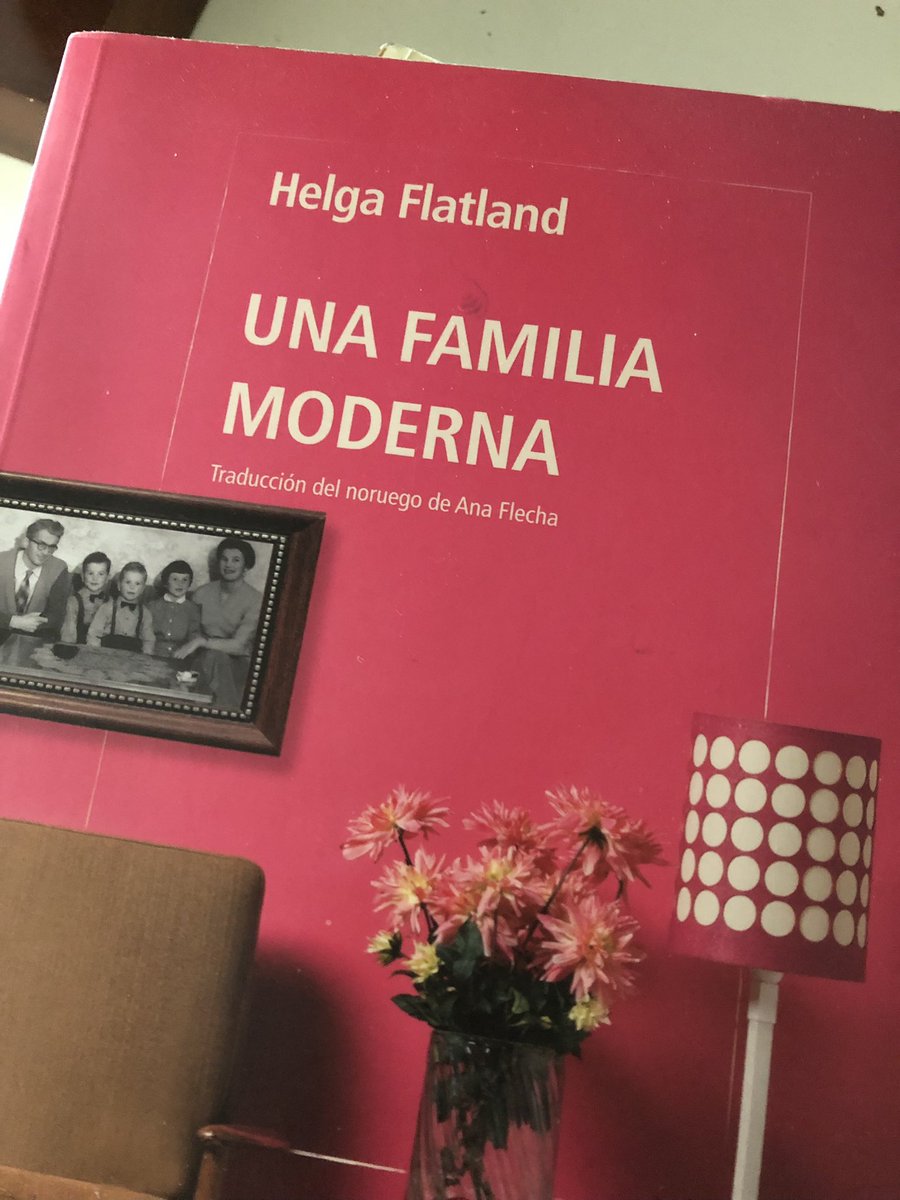 Helga Flatland
UNA FAMILIA
MODERNA
Traducción del noruego de Ana Flecha